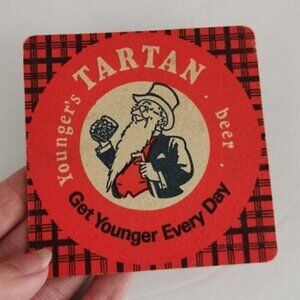 Younger's TARTAN beer.
Get Younger Every Day